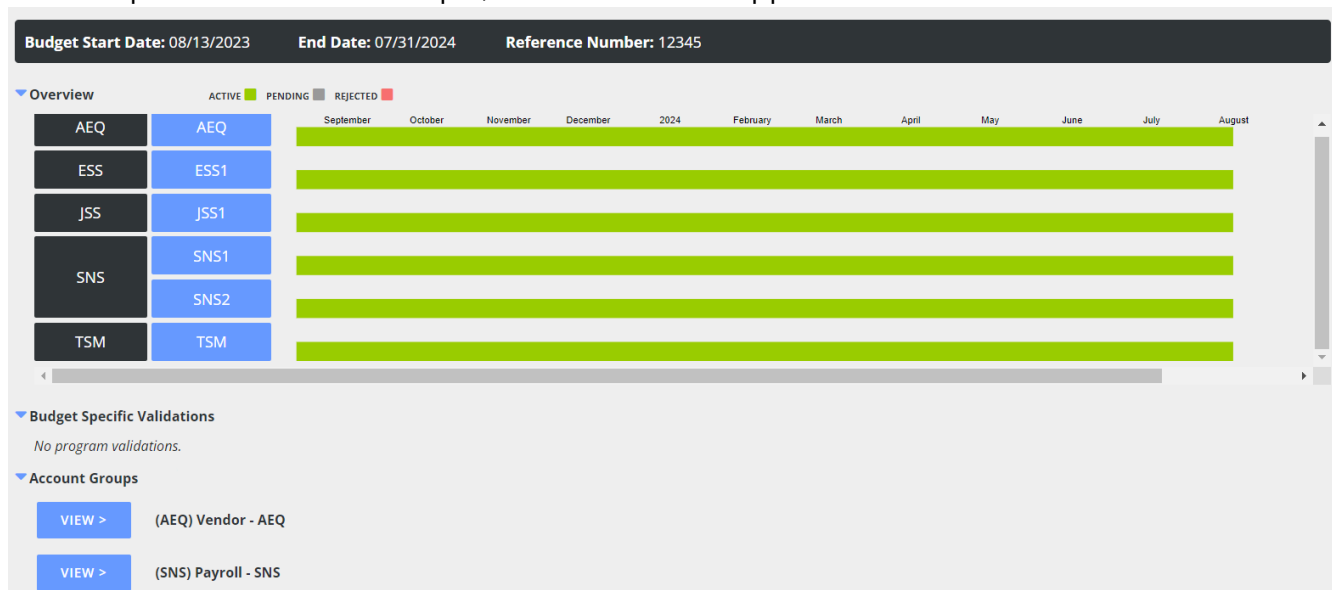 Budget Start Date: 08/13/2023 End Date: 07/31/2024 Reference Number: 12345
Overview ACTIVE PENDING REJECTED
September October November December 2024 February March April May June July August
AEQ AEQ
ESS ESS1
JSS JSS1
SNS SNS1
SNS2
TSM TSM
Budget Specific Validations
No program validations.
Account Groups
VIEW > (AEQ) Vendor - AEQ
VIEW > (SNS) Payroll - SNS